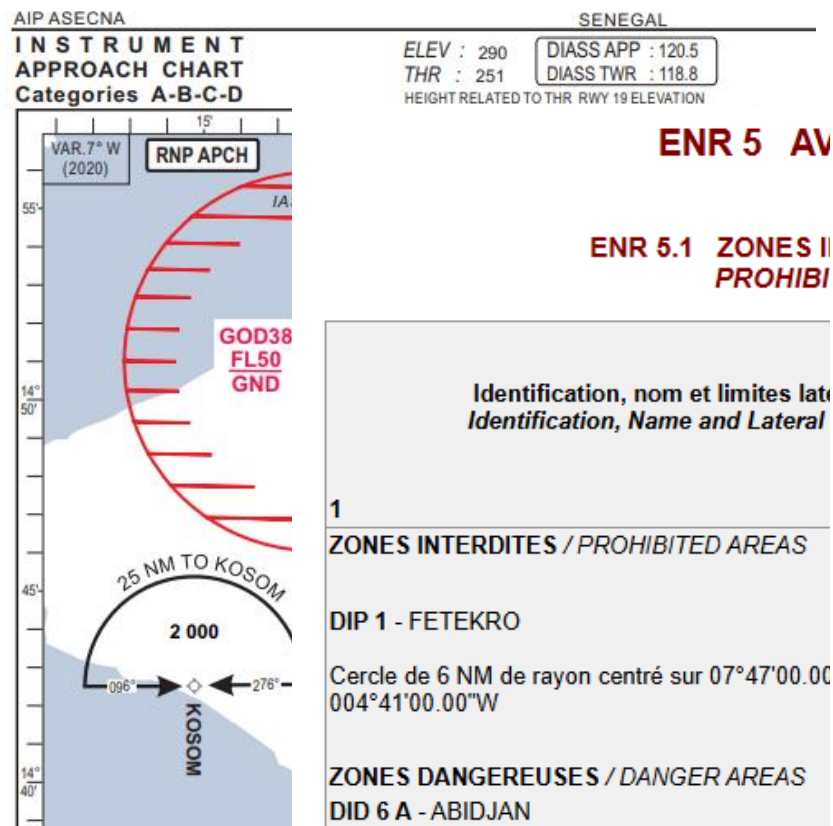 AIP ASECNA
SENEGAL
INSTRUMENT
APPROACH CHART
Categories A-B-C-D
ELEV : 290
THR : 251
DIASS APP : 120.5
DIASS TWR : 118.8
HEIGHT RELATED TO THR RWY 19 ELEVATION
15'
VAR.7° W
(2020)
RNP APCH
55'
GOD38
FL50
GND
14°
50'
45'
25 NM TO KOSOM
2 000
096°
276°
KOSOM
14°
40'
ENR 5 AV
ENR 5.1 ZONES I
PROHIBI
Identification, nom et limites late
Identification, Name and Lateral
1
ZONES INTERDITES / PROHIBITED AREAS
DIP 1 - FETEKRO
Cercle de 6 NM de rayon centré sur 07°47'00.00
004°41'00.00"W
ZONES DANGEREUSES / DANGER AREAS
DID 6 A - ABIDJAN